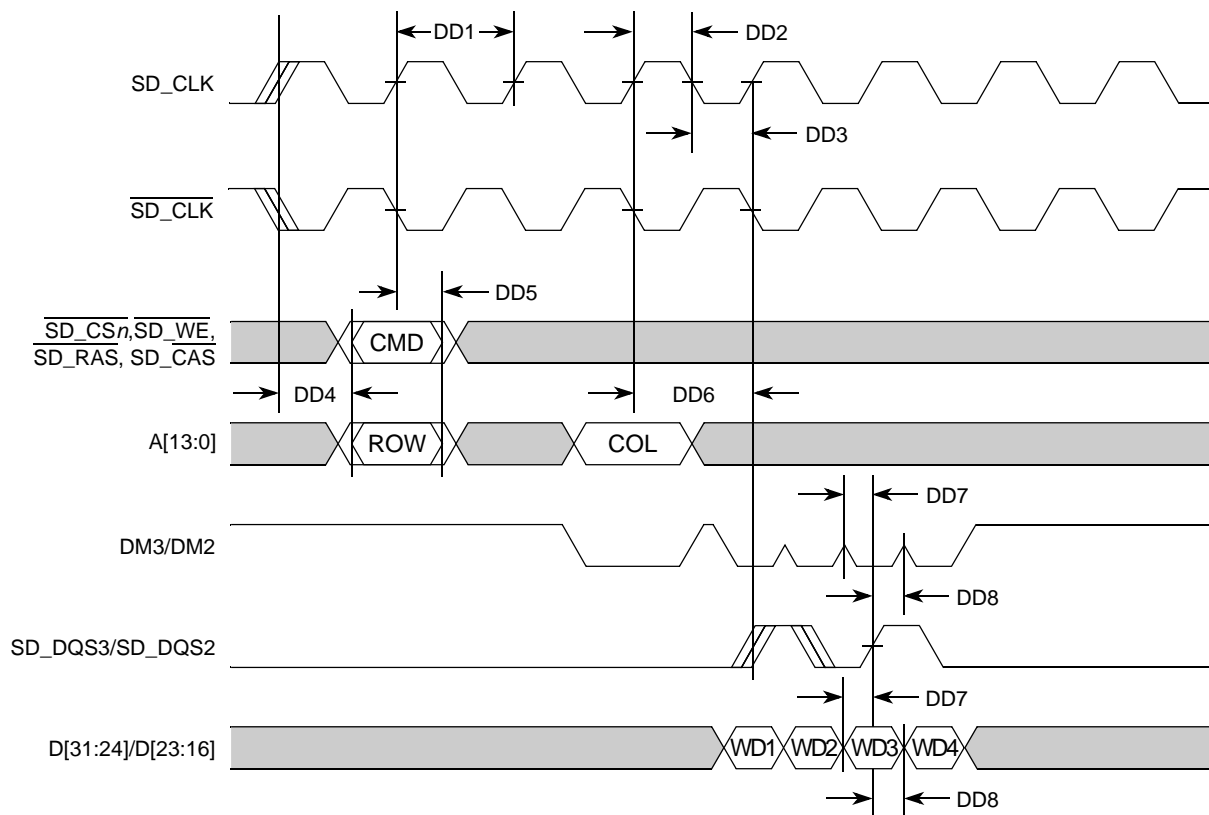 DD1
DD2
SD_CLK
DD3
SD_CLK
DD5
SD_CSn,SD_WE,
SD_RAS, SD_CAS
CMD
DD4
DD6
A[13:0]
ROW
COL
DD7
DM3/DM2
DD8
SD_DQS3/SD_DQS2
DD7
D[31:24]/D[23:16]
WD1
WD2
WD3
WD4
DD8